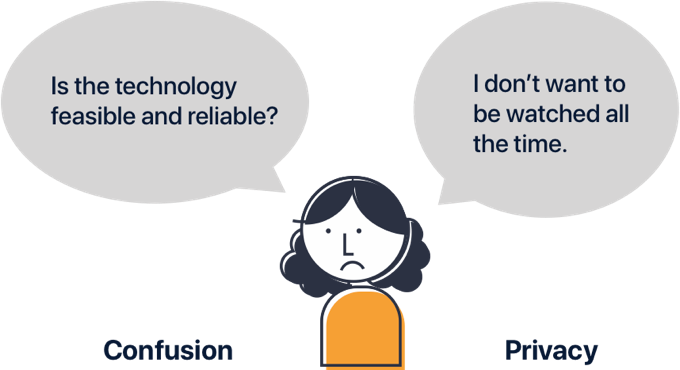 Is the technology
feasible and reliable?
I don’t want to
be watched all
the time.
Confusion
Privacy